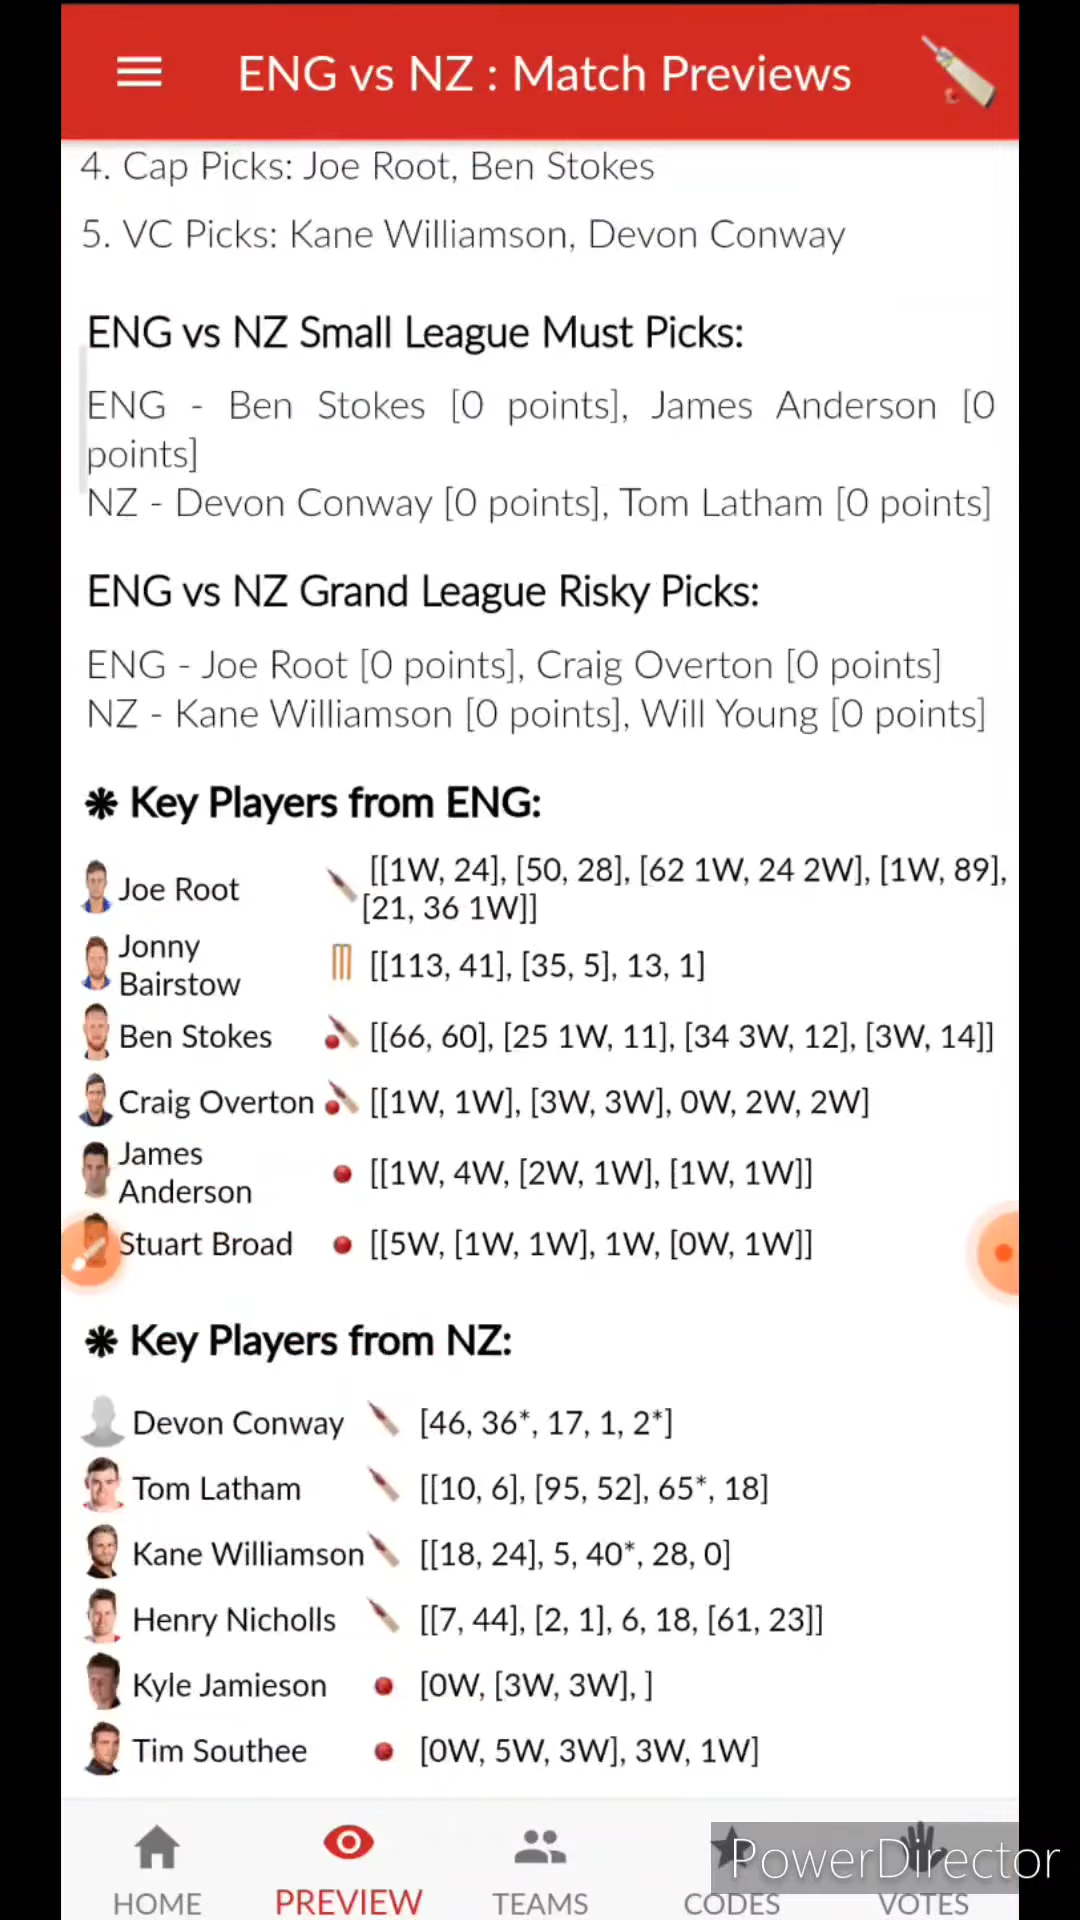 ENG vs NZ : Match Previews
4. Cap Picks: Joe Root, Ben Stokes
5. VC Picks: Kane Williamson, Devon Conway
ENG vs NZ Small League Must Picks:
ENG - Ben Stokes [0 points], James Anderson [0
points]
NZ - Devon Conway [0 points], Tom Latham [0 points]
ENG vs NZ Grand League Risky Picks:
ENG - Joe Root [0 points], Craig Overton [0 points]
NZ - Kane Williamson [0 points], Will Young [0 points]
✱ Key Players from ENG:
Joe Root [[1W, 24], [50, 28], [62 1W, 24 2W], [1W, 89],
[21, 36 1W]]
Jonny
Bairstow [[113, 41], [35, 5], 13, 1]
Ben Stokes [[66, 60], [25 1W, 11], [34 3W, 12], [3W, 14]]
Craig Overton [[1W, 1W], [3W, 3W], 0W, 2W, 2W]
James
Anderson [[1W, 4W, [2W, 1W], [1W, 1W]]
Stuart Broad [[5W, [1W, 1W], 1W, [0W, 1W]]
✱ Key Players from NZ:
Devon Conway [46, 36*, 17, 1, 2*]
Tom Latham [[10, 6], [95, 52], 65*, 18]
Kane Williamson [[18, 24], 5, 40*, 28, 0]
Henry Nicholls [[7, 44], [2, 1], 6, 18, [61, 23]]
Kyle Jamieson [0W, [3W, 3W], ]
Tim Southee [0W, 5W, 3W], 3W, 1W]
PowerDirector
HOME PREVIEW TEAMS CODES VOTES